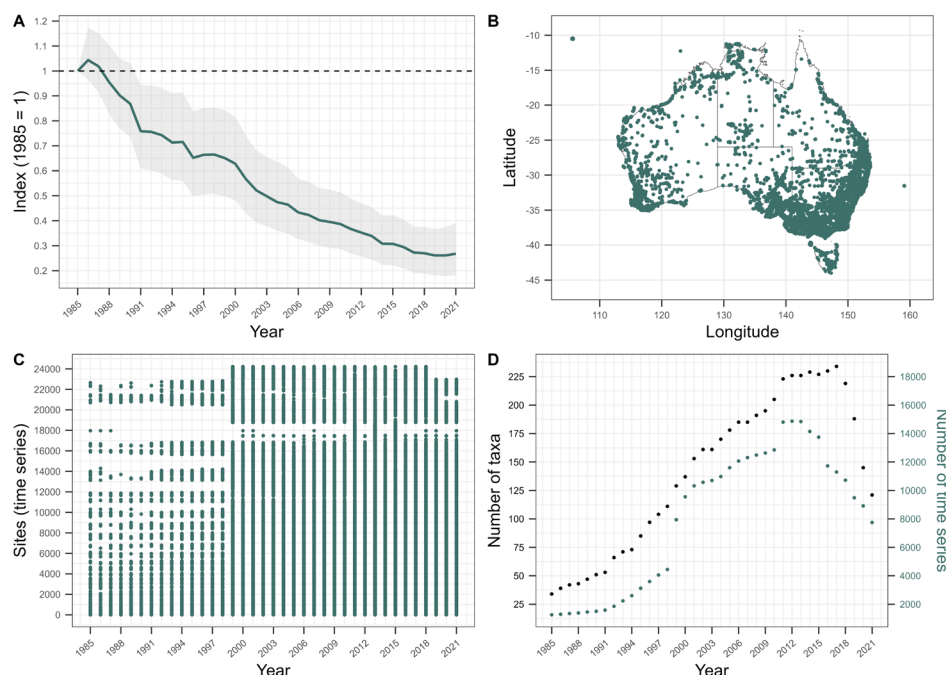 A
1.2
1.1
1
0.9
0.8
0.7
0.6
0.5
0.4
0.3
0.2
Index (1985 = 1)
1985 1988 1991 1994 1997 2000 2003 2006 2009 2012 2015 2018 2021
Year
B
-10
-15
-20
-25
-30
-35
-40
-45
Latitude
110 120 130 140 150 160
Longitude
C
24000
22000
20000
18000
16000
14000
12000
10000
8000
6000
4000
2000
0
Sites (time series)
1985 1988 1991 1994 1997 2000 2003 2006 2009 2012 2015 2018 2021
Year
D
225
200
175
150
125
100
75
50
25
Number of taxa
18000
16000
14000
12000
10000
8000
6000
4000
2000
Number of time series
1985 1988 1991 1994 1997 2000 2003 2006 2009 2012 2015 2018 2021
Year